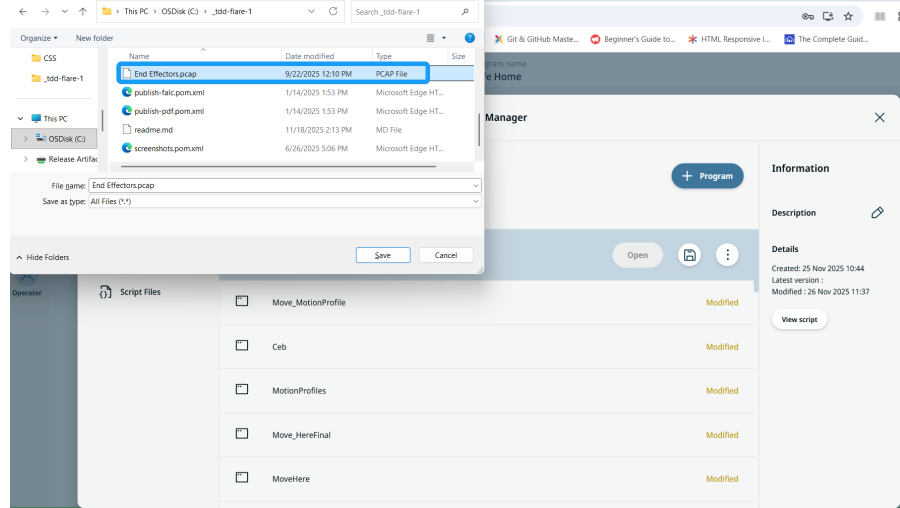 This PC > OSDisk (C:) > _tdd-flare-1
Search _tdd-flare-1
Organize
New folder
CSS
_tdd-flare-1
This PC
OSDisk (C:)
Release Artifac
Name Date modified Type Size
End Effectors.pcap 9/22/2025 12:10 PM PCAP File
publish-falc.pom.xml 1/14/2025 1:53 PM Microsoft Edge HT...
publish-pdf.pom.xml 1/14/2025 1:53 PM Microsoft Edge HT...
readme.md 11/18/2025 2:13 PM MD File
screenshots.pom.xml 6/26/2025 5:06 PM Microsoft Edge HT...
File name: End Effectors.pcap
Save as type: All Files (*.*)
Hide Folders
Save
Cancel
Git & GitHub Maste...
Beginner's Guide to...
HTML Responsive I...
The Complete Guid...
gram name
e Home
Manager
Program
Open
Operator
Script Files
Move_MotionProfile Modified
Ceb Modified
MotionProfiles Modified
Move_HereFinal Modified
MoveHere Modified
Information
Description
Details
Created: 25 Nov 2025 10:44
Latest version :
Modified : 26 Nov 2025 11:37
View script